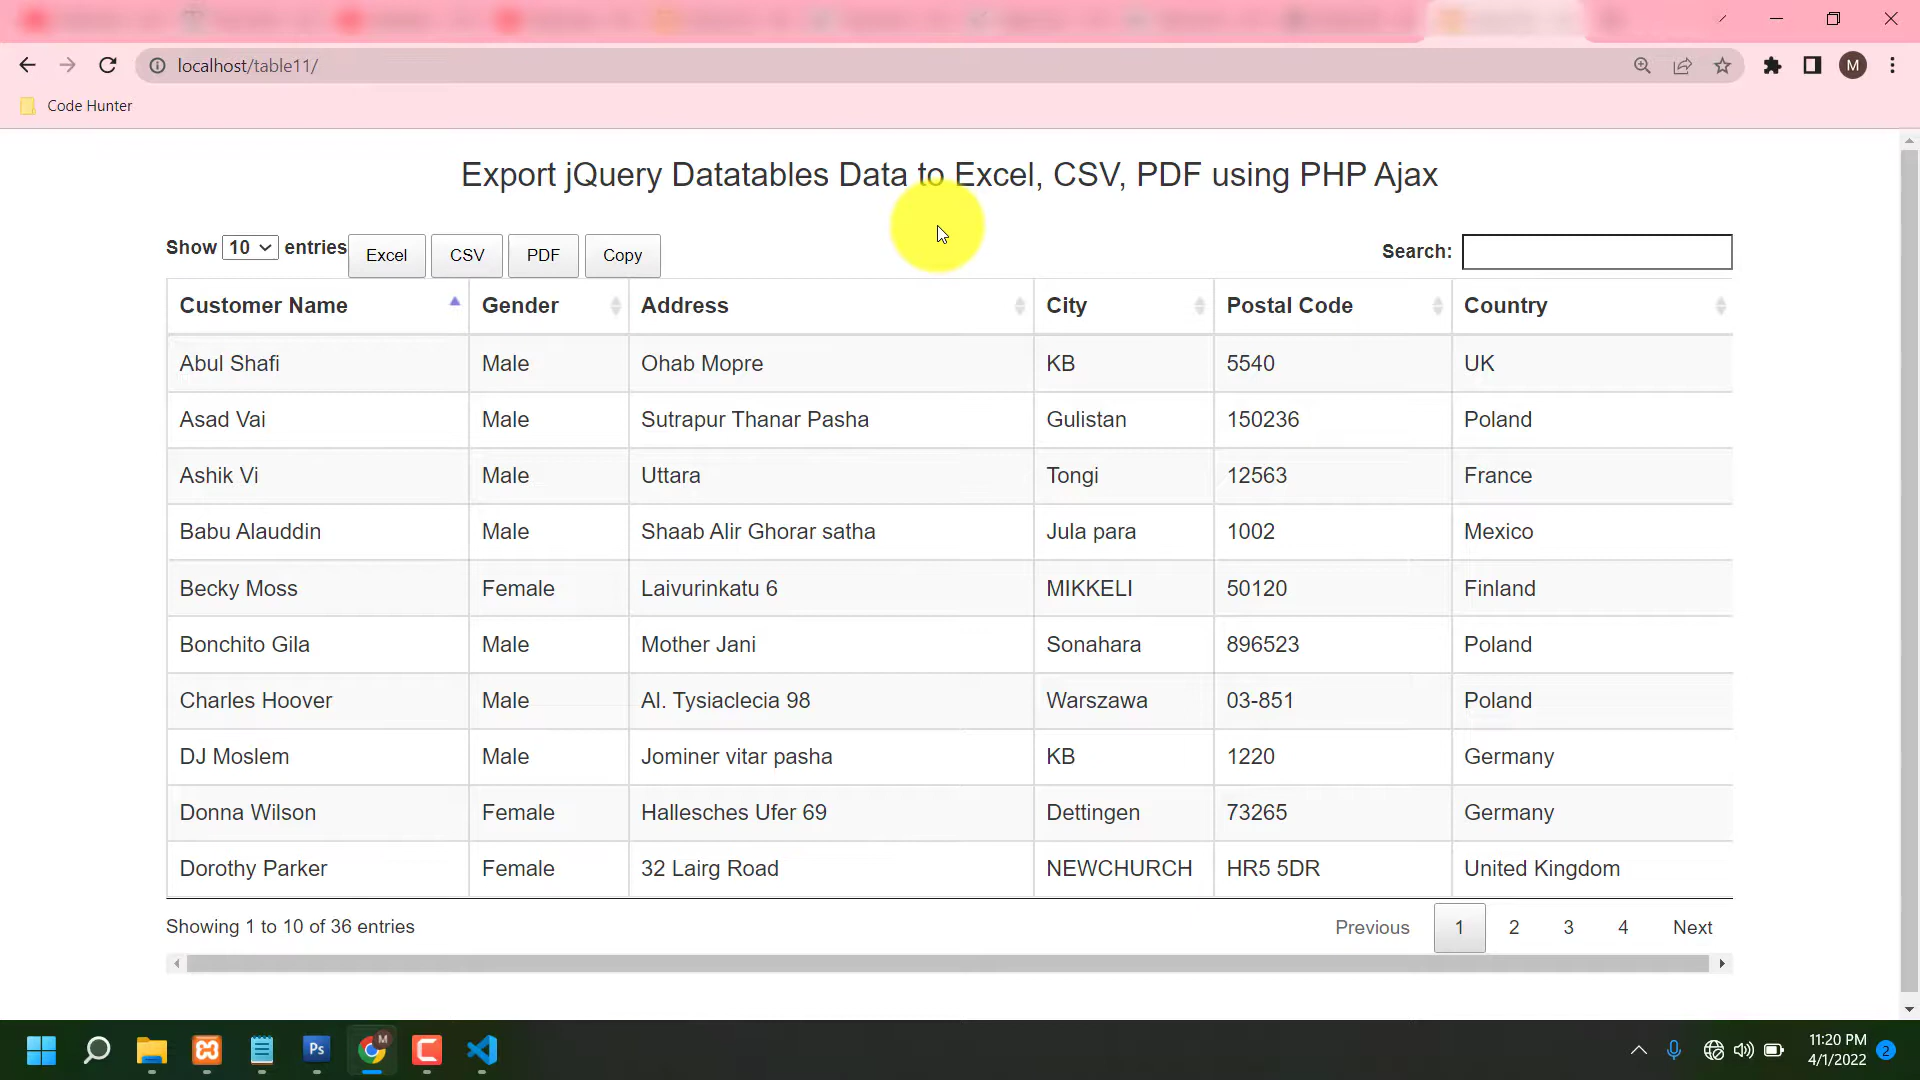 localhost/table11/
M
Code Hunter
Export jQuery Datatables Data to Excel, CSV, PDF using PHP Ajax
Show 10 entries Excel CSV PDF Copy Search:
Customer Name Gender Address City Postal Code Country
Abul Shafi Male Ohab Mopre KB 5540 UK
Asad Vai Male Sutrapur Thanar Pasha Gulistan 150236 Poland
Ashik Vi Male Uttara Tongi 12563 France
Babu Alauddin Male Shaab Alir Ghorar satha Jula para 1002 Mexico
Becky Moss Female Laivurinkatu 6 MIKKELI 50120 Finland
Bonchito Gila Male Mother Jani Sonahara 896523 Poland
Charles Hoover Male Al. Tysiaclecia 98 Warszawa 03-851 Poland
DJ Moslem Male Jominer vitar pasha KB 1220 Germany
Donna Wilson Female Hallesches Ufer 69 Dettingen 73265 Germany
Dorothy Parker Female 32 Lairg Road NEWCHURCH HR5 5DR United Kingdom
Showing 1 to 10 of 36 entries Previous 1 2 3 4 Next
Ps M 11:20 PM
4/1/2022 2